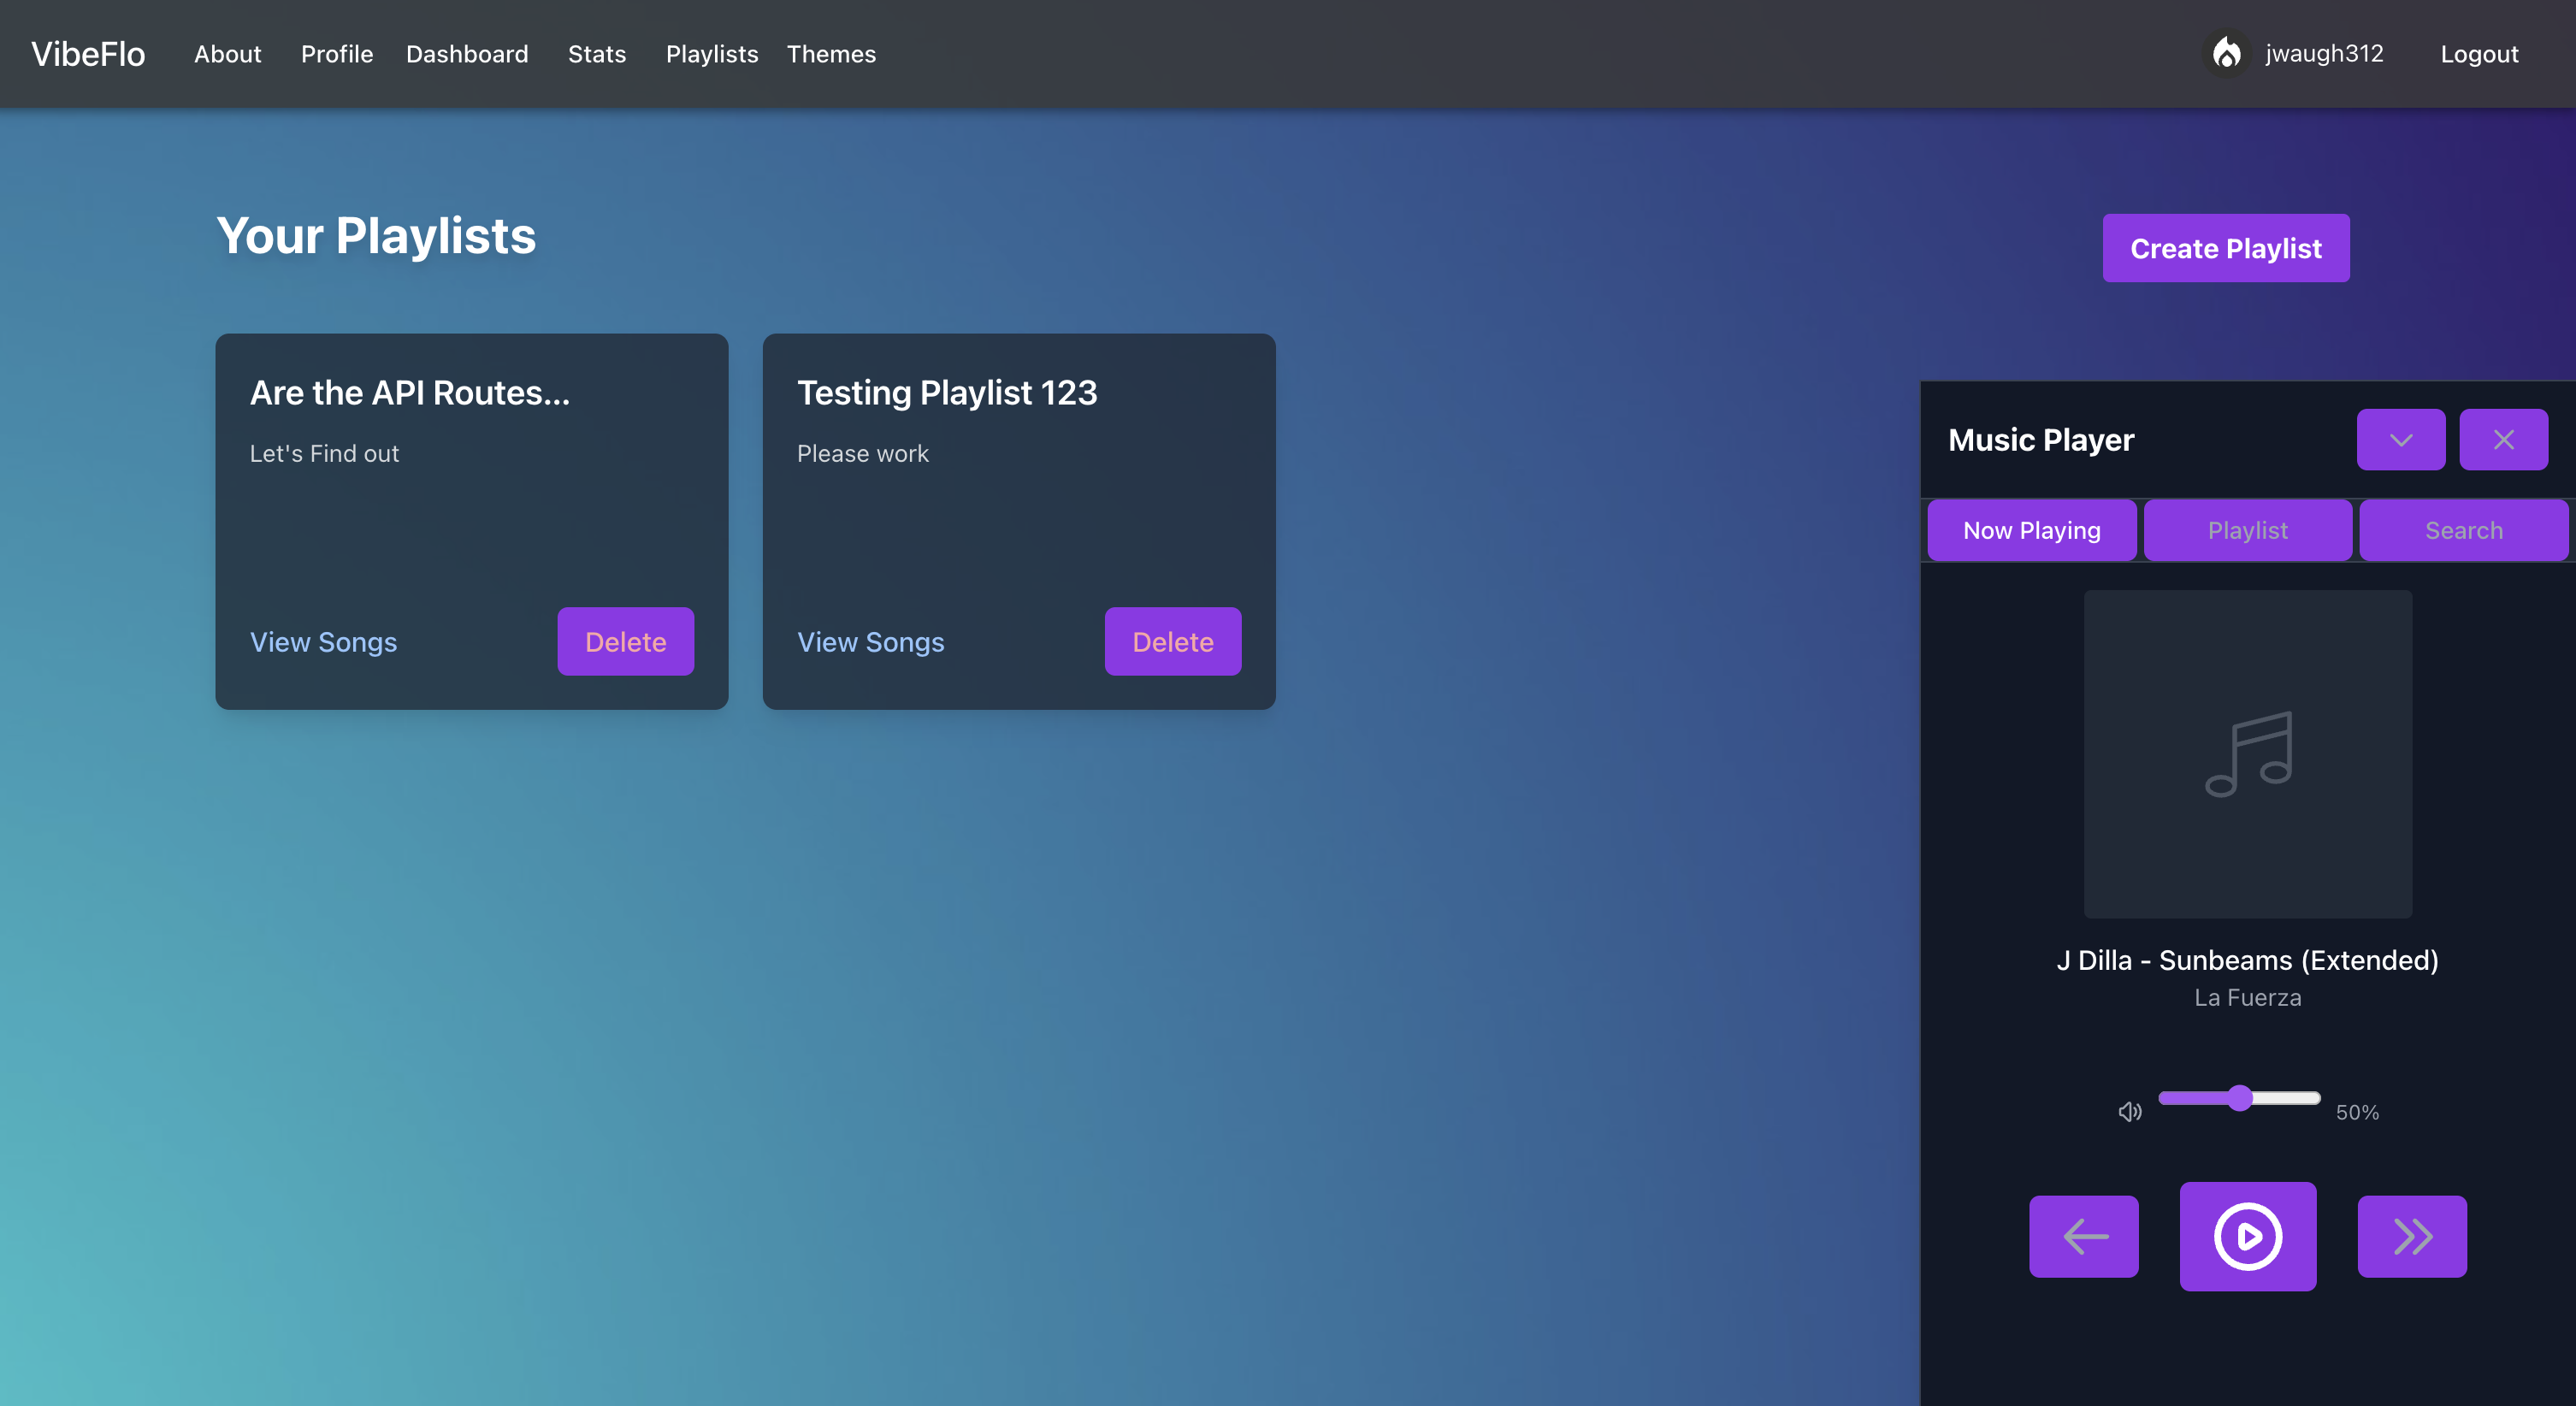 VibeFlo About Profile Dashboard Stats Playlists Themes jwaugh312 Logout
Your Playlists
Create Playlist
Are the API Routes...
Let's Find out
View Songs Delete
Testing Playlist 123
Please work
View Songs Delete
Music Player
Now Playing Playlist Search
J Dilla - Sunbeams (Extended)
La Fuerza
50%